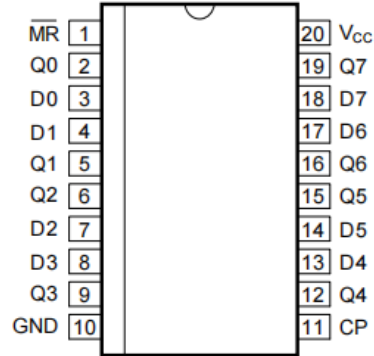 M̅R̅ 1 20 VCC
Q0 2 19 Q7
D0 3 18 D7
D1 4 17 D6
Q1 5 16 Q6
Q2 6 15 Q5
D2 7 14 D5
D3 8 13 D4
Q3 9 12 Q4
GND 10 11 CP